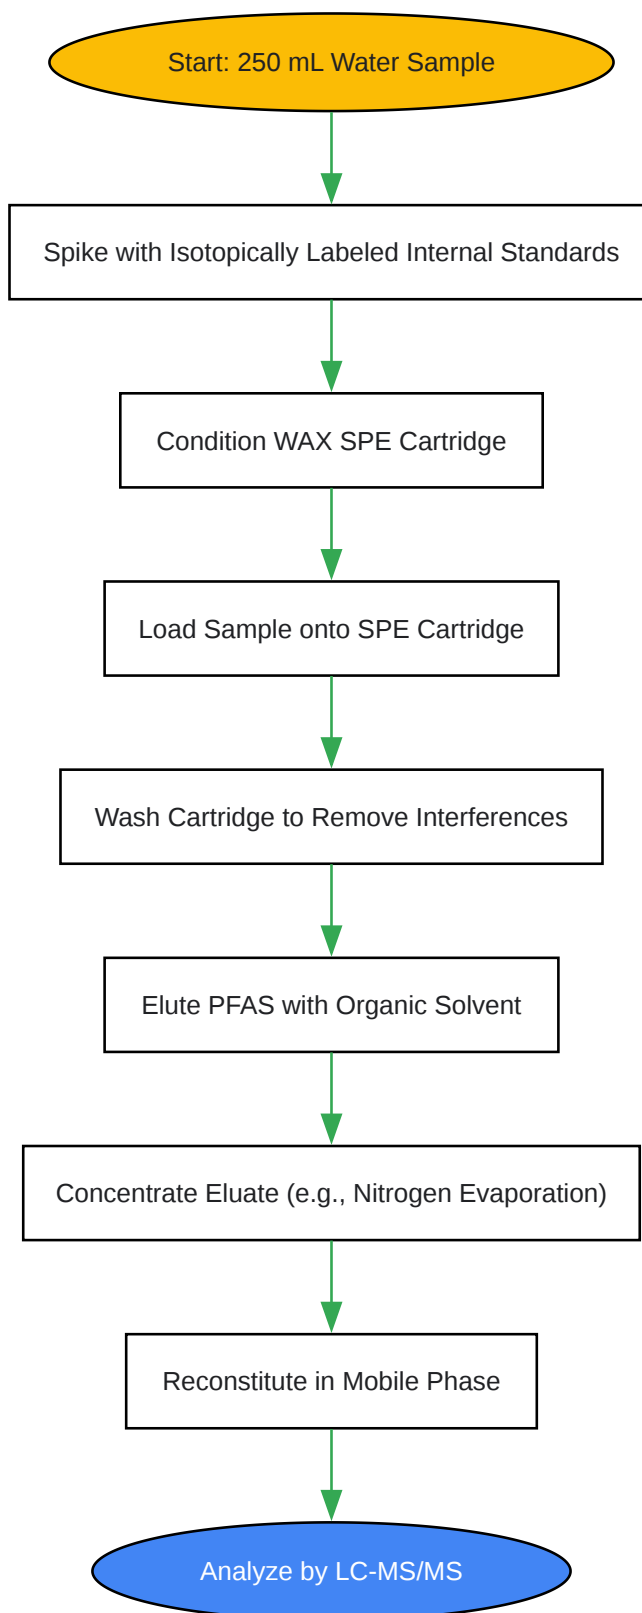 Start: 250 mL Water Sample
Spike with Isotopically Labeled Internal Standards
Condition WAX SPE Cartridge
Load Sample onto SPE Cartridge
Wash Cartridge to Remove Interferences
Elute PFAS with Organic Solvent
Concentrate Eluate (e.g., Nitrogen Evaporation)
Reconstitute in Mobile Phase
Analyze by LC-MS/MS